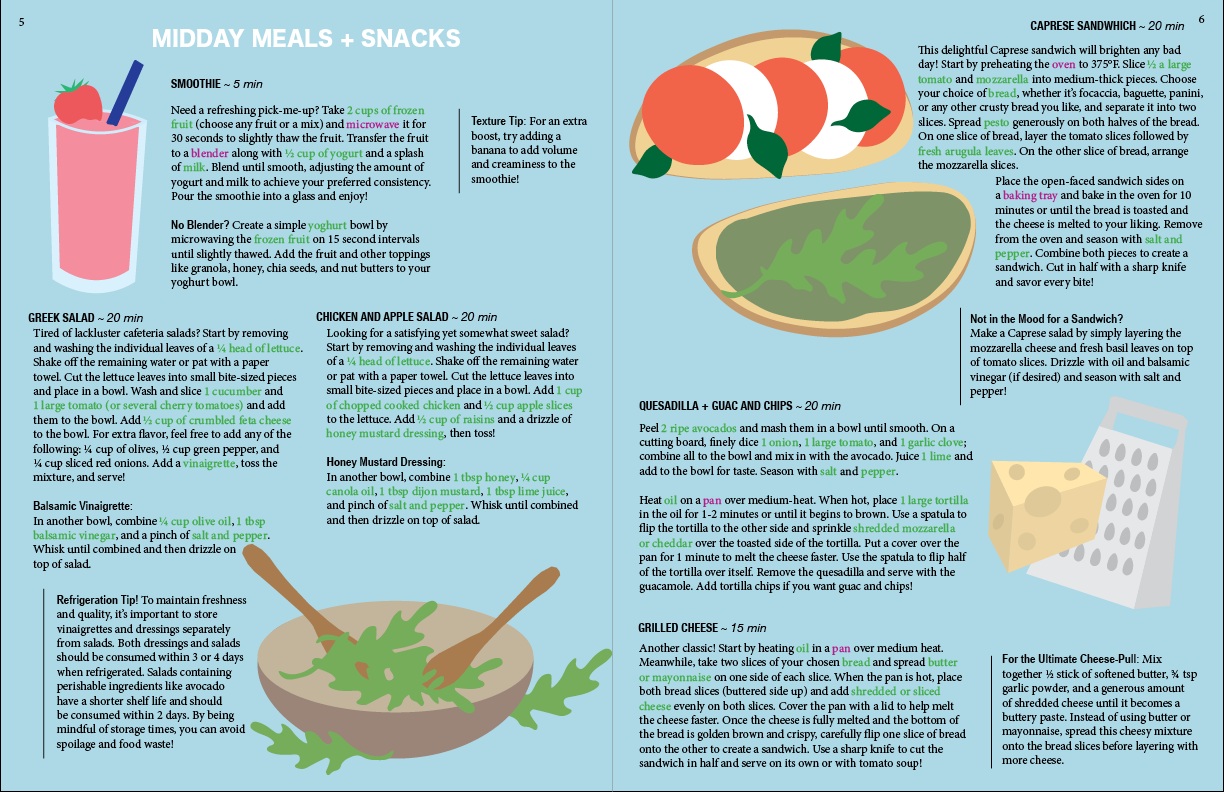 5
MIDDAY MEALS + SNACKS
SMOOTHIE ~ 5 min
Need a refreshing pick-me-up? Take 2 cups of frozen
fruit (choose any fruit or a mix) and microwave it for
30 seconds to slightly thaw the fruit. Transfer the fruit
to a blender along with ½ cup of yogurt and a splash
of milk. Blend until smooth, adjusting the amount of
yogurt and milk to achieve your preferred consistency.
Pour the smoothie into a glass and enjoy!
No Blender? Create a simple yoghurt bowl by
microwaving the frozen fruit on 15 second intervals
until slightly thawed. Add the fruit and other toppings
like granola, honey, chia seeds, and nut butters to your
yoghurt bowl.
Texture Tip: For an extra
boost, try adding a
banana to add volume
and creaminess to the
smoothie!
GREEK SALAD ~ 20 min
Tired of lackluster cafeteria salads? Start by removing
and washing the individual leaves of a ¼ head of lettuce.
Shake off the remaining water or pat with a paper
towel. Cut the lettuce leaves into small bite-sized pieces
and place in a bowl. Wash and slice 1 cucumber and
1 large tomato (or several cherry tomatoes) and add
them to the bowl. Add ½ cup of crumbled feta cheese
to the bowl. For extra flavor, feel free to add any of the
following: ¼ cup of olives, ½ cup green pepper, and
¼ cup sliced red onions. Add a vinaigrette, toss the
mixture, and serve!
Balsamic Vinaigrette:
In another bowl, combine ¼ cup olive oil, 1 tbsp
balsamic vinegar, and a pinch of salt and pepper.
Whisk until combined and then drizzle on
top of salad.
Refrigeration Tip! To maintain freshness
and quality, it's important to store
vinaigrettes and dressings separately
from salads. Both dressings and salads
should be consumed within 3 or 4 days
when refrigerated. Salads containing
perishable ingredients like avocado
have a shorter shelf life and should
be consumed within 2 days. By being
mindful of storage times, you can avoid
spoilage and food waste!
CHICKEN AND APPLE SALAD ~ 20 min
Looking for a satisfying yet somewhat sweet salad?
Start by removing and washing the individual leaves
of a ¼ head of lettuce. Shake off the remaining water
or pat with a paper towel. Cut the lettuce leaves into
small bite-sized pieces and place in a bowl. Add 1 cup
of chopped cooked chicken and ½ cup apple slices
to the lettuce. Add ½ cup of raisins and a drizzle of
honey mustard dressing, then toss!
Honey Mustard Dressing:
In another bowl, combine 1 tbsp honey, ¼ cup
canola oil, 1 tbsp dijon mustard, 1 tbsp lime juice,
and pinch of salt and pepper. Whisk until combined
and then drizzle on top of salad.
6
CAPRESE SANDWHICH ~ 20 min
This delightful Caprese sandwich will brighten any bad
day! Start by preheating the oven to 375°F. Slice ½ a large
tomato and mozzarella into medium-thick pieces. Choose
your choice of bread, whether it's focaccia, baguette, panini,
or any other crusty bread you like, and separate it into two
slices. Spread pesto generously on both halves of the bread.
On one slice of bread, layer the tomato slices followed by
fresh arugula leaves. On the other slice of bread, arrange
the mozzarella slices.
Place the open-faced sandwich sides on
a baking tray and bake in the oven for 10
minutes or until the bread is toasted and
the cheese is melted to your liking. Remove
from the oven and season with salt and
pepper. Combine both pieces to create a
sandwich. Cut in half with a sharp knife
and savor every bite!
Not in the Mood for a Sandwich?
Make a Caprese salad by simply layering the
mozzarella cheese and fresh basil leaves on top
of tomato slices. Drizzle with oil and balsamic
vinegar (if desired) and season with salt and
pepper!
QUESADILLA + GUAC AND CHIPS ~ 20 min
Peel 2 ripe avocados and mash them in a bowl until smooth. On a
cutting board, finely dice 1 onion, 1 large tomato, and 1 garlic clove;
combine all to the bowl and mix in with the avocado. Juice 1 lime and
add to the bowl for taste. Season with salt and pepper.
Heat oil on a pan over medium-heat. When hot, place 1 large tortilla
in the oil for 1-2 minutes or until it begins to brown. Use a spatula to
flip the tortilla to the other side and sprinkle shredded mozzarella
or cheddar over the toasted side of the tortilla. Put a cover over the
pan for 1 minute to melt the cheese faster. Use the spatula to flip half
of the tortilla over itself. Remove the quesadilla and serve with the
guacamole. Add tortilla chips if you want guac and chips!
GRILLED CHEESE ~ 15 min
Another classic! Start by heating oil in a pan over medium heat.
Meanwhile, take two slices of your chosen bread and spread butter
or mayonnaise on one side of each slice. When the pan is hot, place
both bread slices (buttered side up) and add shredded or sliced
cheese evenly on both slices. Cover the pan with a lid to help melt
the cheese faster. Once the cheese is fully melted and the bottom of
the bread is golden brown and crispy, carefully flip one slice of bread
onto the other to create a sandwich. Use a sharp knife to cut the
sandwich in half and serve on its own or with tomato soup!
For the Ultimate Cheese-Pull: Mix
together ½ stick of softened butter, ¾ tsp
garlic powder, and a generous amount
of shredded cheese until it becomes a
buttery paste. Instead of using butter or
mayonnaise, spread this cheesy mixture
onto the bread slices before layering with
more cheese.